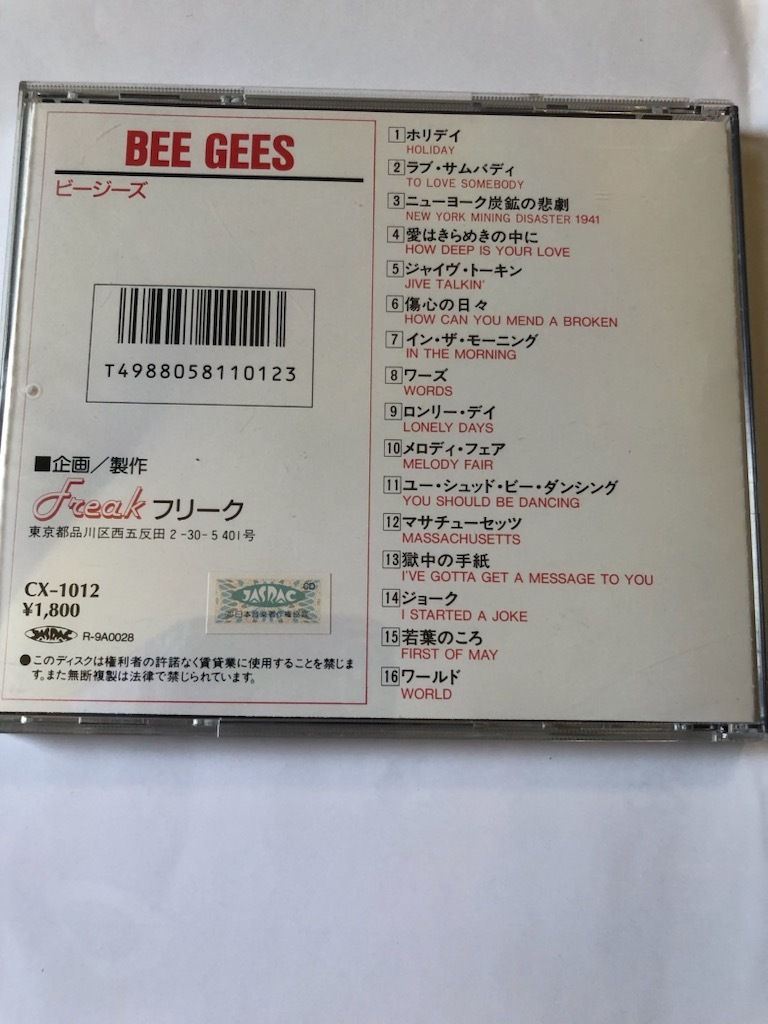 BEE GEES
ビージーズ
T4988058110123
■企画／製作
Freak フリーク
東京都品川区西五反田2-30-5 401号
CX-1012
¥1,800
JASRAC R-9A0028
JASRAC
CD
●このディスクは権利者の許諾なく賃貸業に使用することを禁じま
す。また無断複製は法律で禁じられています。
1 ホリデイ
HOLIDAY
2 ラブ・サムバディ
TO LOVE SOMEBODY
3 ニューヨーク炭鉱の悲劇
NEW YORK MINING DISASTER 1941
4 愛はきらめきの中に
HOW DEEP IS YOUR LOVE
5 ジャイヴ・トーキン
JIVE TALKIN'
6 傷心の日々
HOW CAN YOU MEND A BROKEN
7 イン・ザ・モーニング
IN THE MORNING
8 ワーズ
WORDS
9 ロンリー・デイ
LONELY DAYS
10 メロディ・フェア
MELODY FAIR
11 ユー・シュッド・ビー・ダンシング
YOU SHOULD BE DANCING
12 マサチューセッツ
MASSACHUSETTS
13 獄中の手紙
I'VE GOTTA GET A MESSAGE TO YOU
14 ジョーク
I STARTED A JOKE
15 若葉のころ
FIRST OF MAY
16 ワールド
WORLD